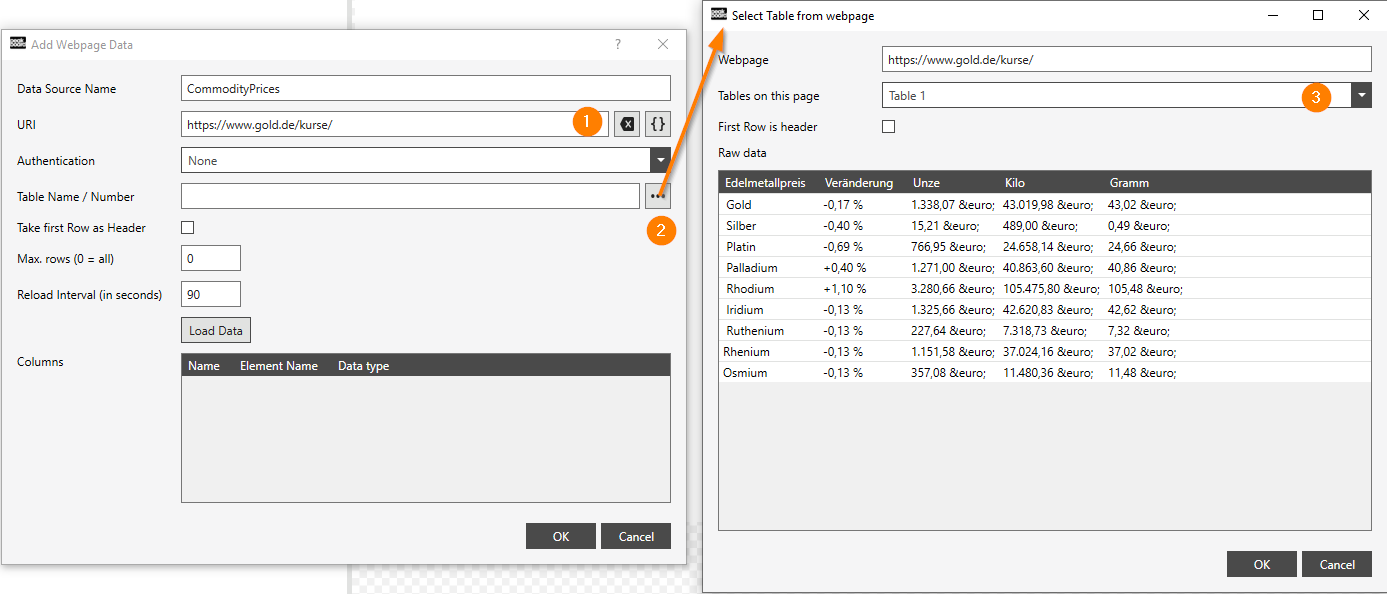 Add Webpage Data ?
Data Source Name CommodityPrices
URI https://www.gold.de/kurse/ 1 {}
Authentication None
Table Name / Number ...
2
Take first Row as Header
Max. rows (0 = all) 0
Reload Interval (in seconds) 90
Load Data
Columns Name Element Name Data type
OK Cancel
Select Table from webpage
Webpage https://www.gold.de/kurse/
Tables on this page Table 1 3
First Row is header
Raw data
Edelmetallpreis Veränderung Unze Kilo Gramm
Gold -0,17 % 1.338,07 &euro; 43.019,98 &euro; 43,02 &euro;
Silber -0,40 % 15,21 &euro; 489,00 &euro; 0,49 &euro;
Platin -0,69 % 766,95 &euro; 24.658,14 &euro; 24,66 &euro;
Palladium +0,40 % 1.271,00 &euro; 40.863,60 &euro; 40,86 &euro;
Rhodium +1,10 % 3.280,66 &euro; 105.475,80 &euro; 105,48 &euro;
Iridium -0,13 % 1.325,66 &euro; 42.620,83 &euro; 42,62 &euro;
Ruthenium -0,13 % 227,64 &euro; 7.318,73 &euro; 7,32 &euro;
Rhenium -0,13 % 1.151,58 &euro; 37.024,16 &euro; 37,02 &euro;
Osmium -0,13 % 357,08 &euro; 11.480,36 &euro; 11,48 &euro;
OK Cancel